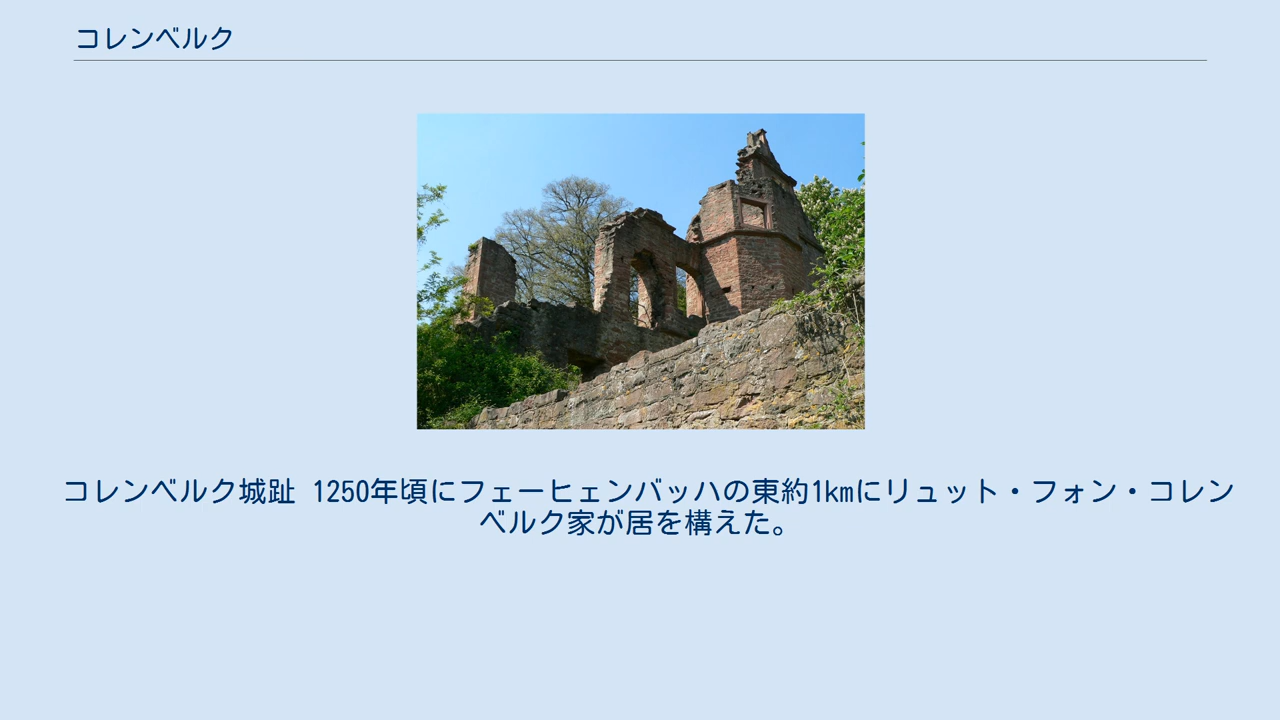 コレンベルク
コレンベルク城趾 1250年頃にフェーヒェンバッハの東約1kmにリュット・フォン・コレン
ベルク家が居を構えた。